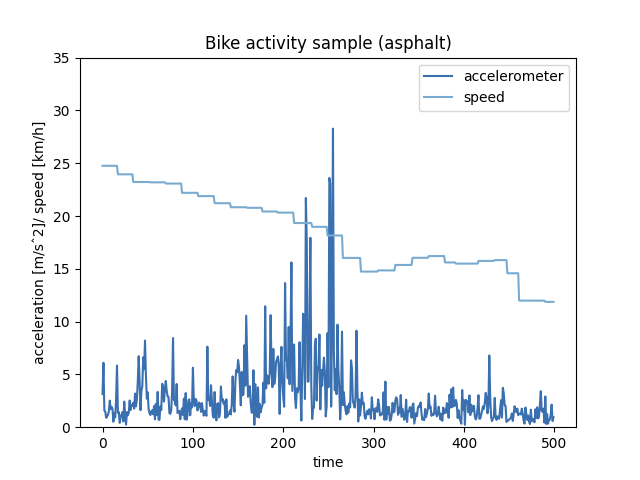 Bike activity sample (asphalt)
accelerometer
speed
acceleration [m/s^2]/ speed [km/h]
35
30
25
20
15
10
5
0
0 100 200 300 400 500
time